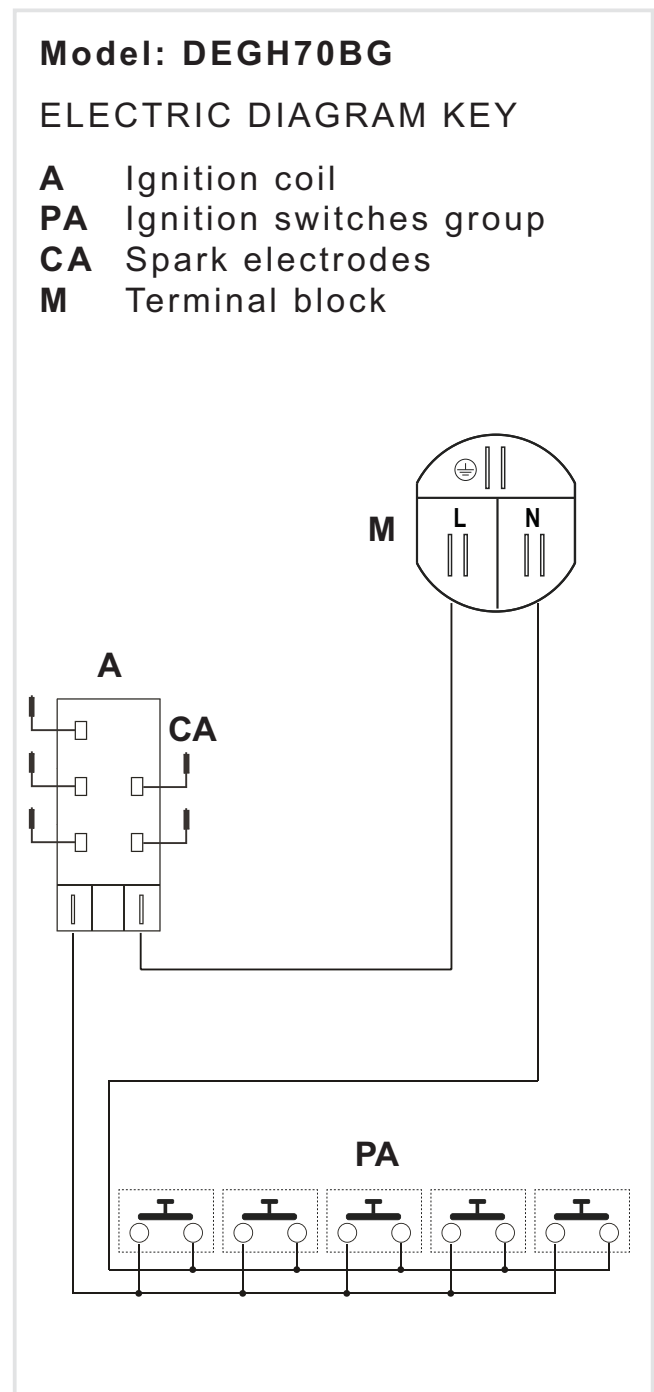 Model: DEGH70BG
ELECTRIC DIAGRAM KEY
A Ignition coil
PA Ignition switches group
CA Spark electrodes
M Terminal block
M
L N
A
CA
PA